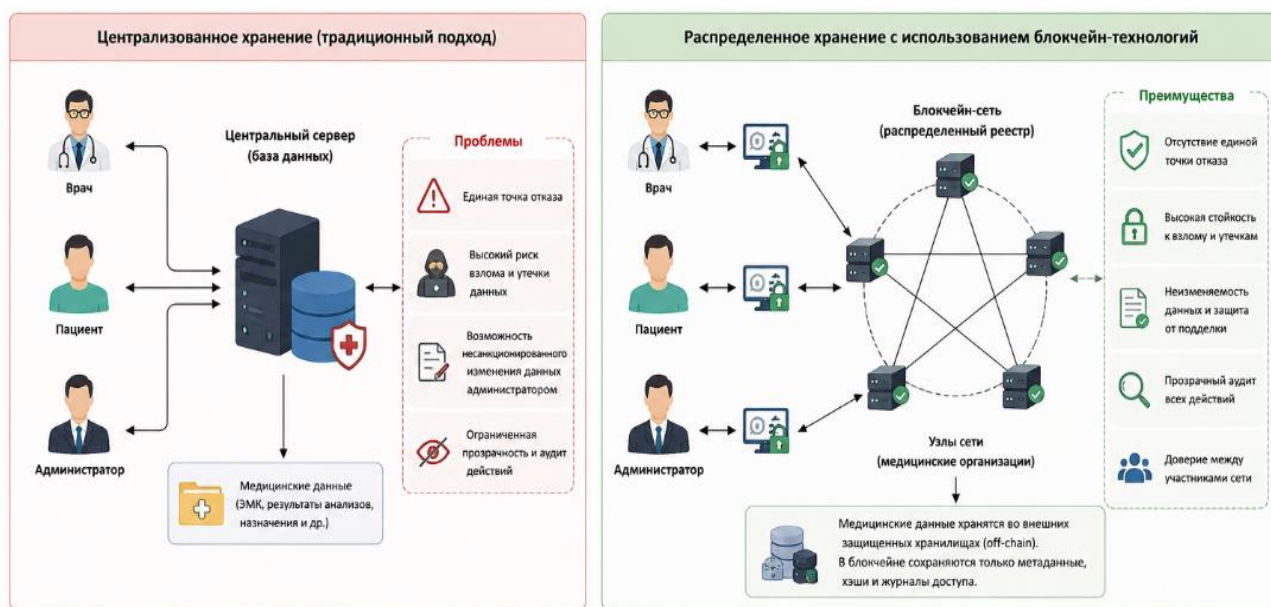 Централизованное хранение (традиционный подход)
Врач
Пациент
Администратор
Центральный сервер
(база данных)
Проблемы
Единая точка отказа
Высокий риск
взлома и утечки
данных
Возможность
несанкционированного
изменения данных
администратором
Ограниченная
прозрачность и аудит
действий
Медицинские данные
(ЭМК, результаты анализов,
назначения и др.)
Распределенное хранение с использованием блокчейн-технологий
Врач
Пациент
Администратор
Блокчейн-сеть
(распределенный реестр)
Узлы сети
(медицинские организации)
Преимущества
Отсутствие единой
точки отказа
Высокая стойкость
к взлому и утечкам
Неизменяемость
данных и защита
от подделки
Прозрачный аудит
всех действий
Доверие между
участниками сети
Медицинские данные хранятся во внешних
защищенных хранилищах (off-chain).
В блокчейне сохраняются только метаданные,
хэши и журналы доступа.